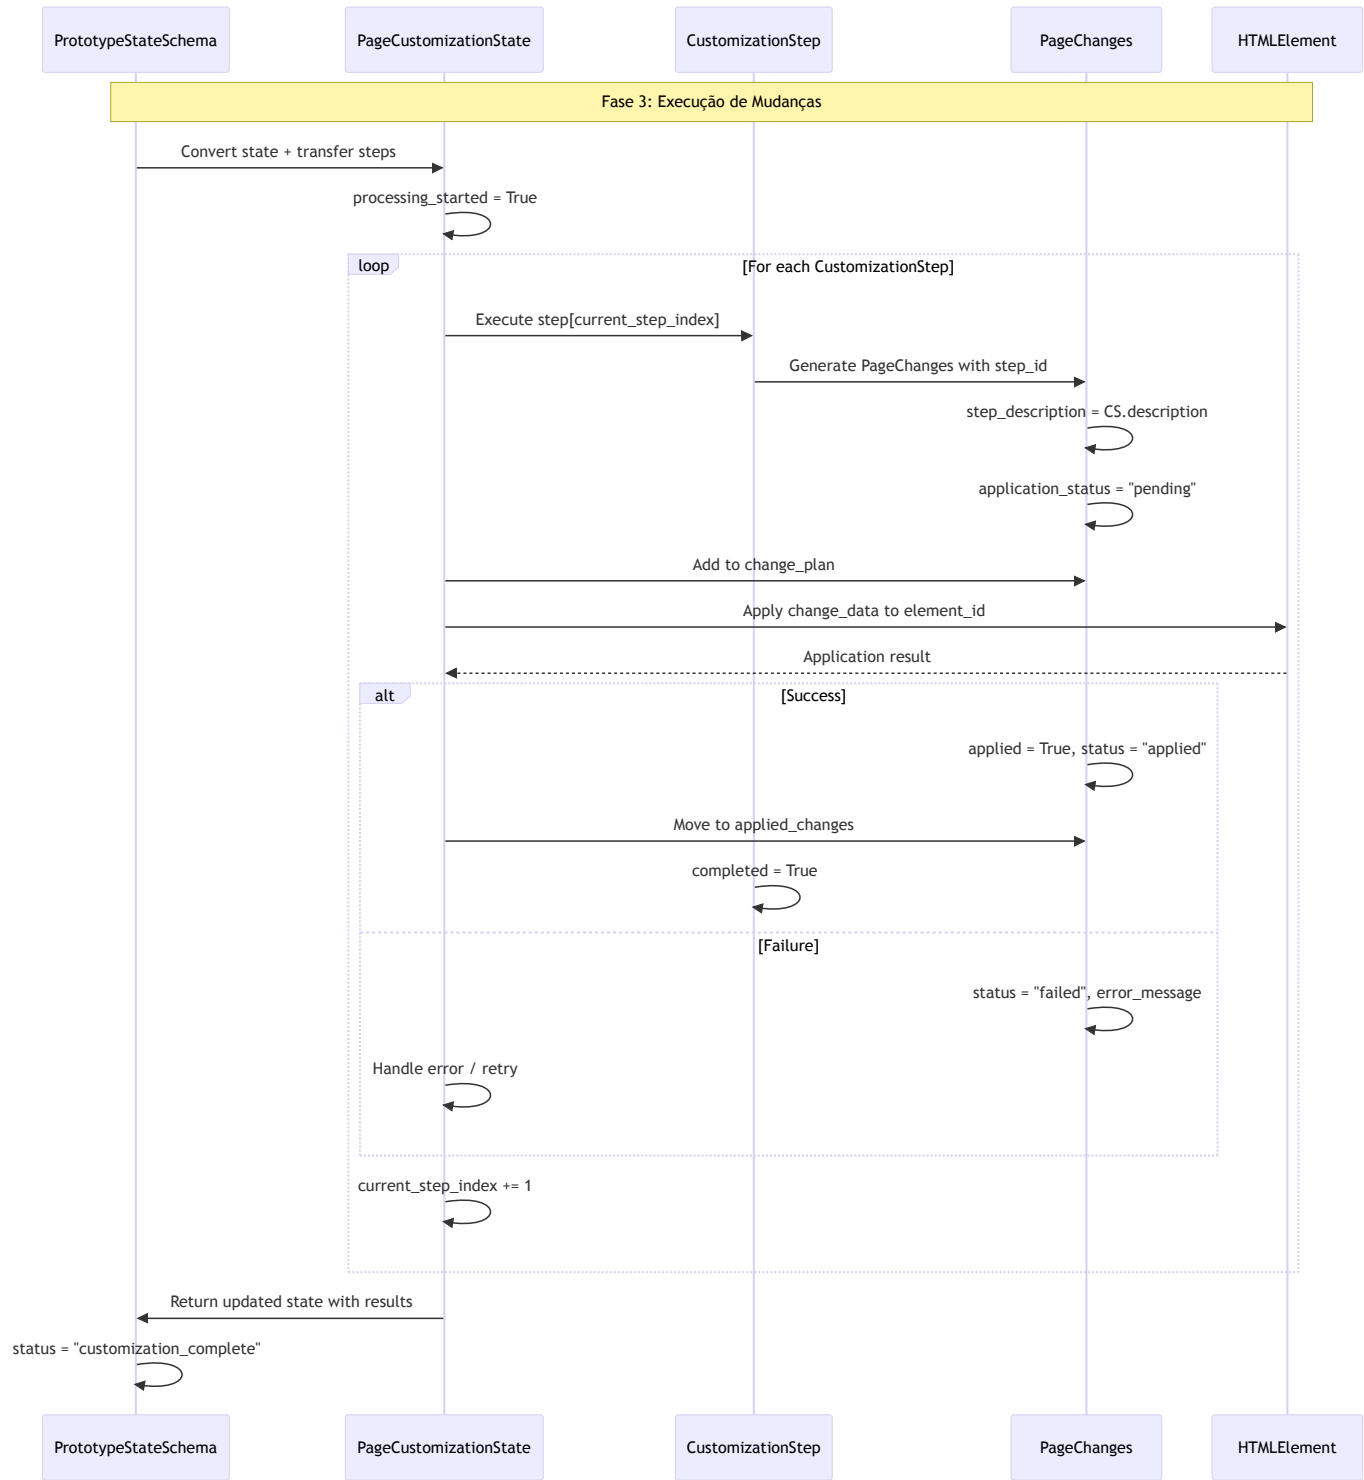 PrototypeStateSchema
PageCustomizationState
CustomizationStep
PageChanges
HTMLElement
Fase 3: Execução de Mudanças
Convert state + transfer steps
processing_started = True
loop
[For each CustomizationStep]
Execute step[current_step_index]
Generate PageChanges with step_id
step_description = CS.description
application_status = "pending"
Add to change_plan
Apply change_data to element_id
Application result
alt
[Success]
applied = True, status = "applied"
Move to applied_changes
completed = True
[Failure]
status = "failed", error_message
Handle error / retry
current_step_index += 1
Return updated state with results
status = "customization_complete"
PrototypeStateSchema
PageCustomizationState
CustomizationStep
PageChanges
HTMLElement